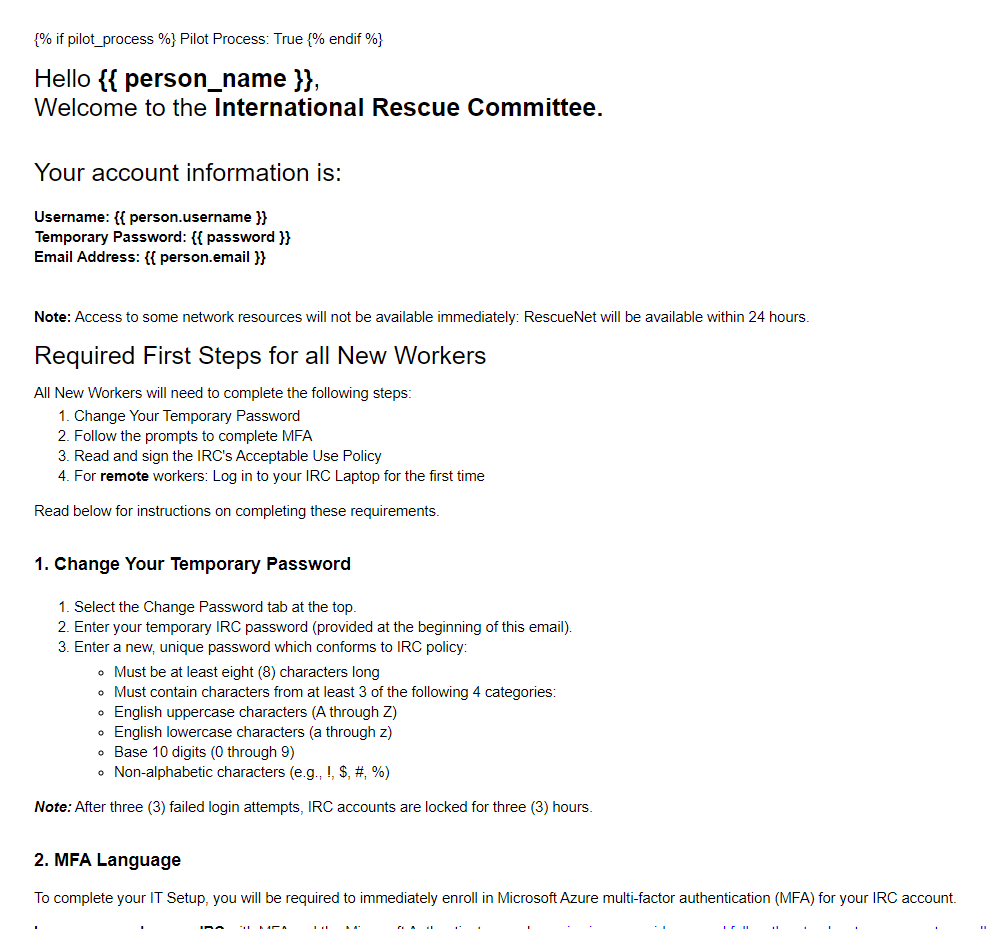 {% if pilot_process %} Pilot Process: True {% endif %}
Hello {{ person_name }},
Welcome to the International Rescue Committee.
Your account information is:
Username: {{ person.username }}
Temporary Password: {{ password }}
Email Address: {{ person.email }}
Note: Access to some network resources will not be available immediately: RescueNet will be available within 24 hours.
Required First Steps for all New Workers
All New Workers will need to complete the following steps:
1. Change Your Temporary Password
2. Follow the prompts to complete MFA
3. Read and sign the IRC's Acceptable Use Policy
4. For remote workers: Log in to your IRC Laptop for the first time
Read below for instructions on completing these requirements.
1. Change Your Temporary Password
1. Select the Change Password tab at the top.
2. Enter your temporary IRC password (provided at the beginning of this email).
3. Enter a new, unique password which conforms to IRC policy:
Must be at least eight (8) characters long
Must contain characters from at least 3 of the following 4 categories:
English uppercase characters (A through Z)
English lowercase characters (a through z)
Base 10 digits (0 through 9)
Non-alphabetic characters (e.g., !, $, #, %)
Note: After three (3) failed login attempts, IRC accounts are locked for three (3) hours.
2. MFA Language
To complete your IT Setup, you will be required to immediately enroll in Microsoft Azure multi-factor authentication (MFA) for your IRC account.